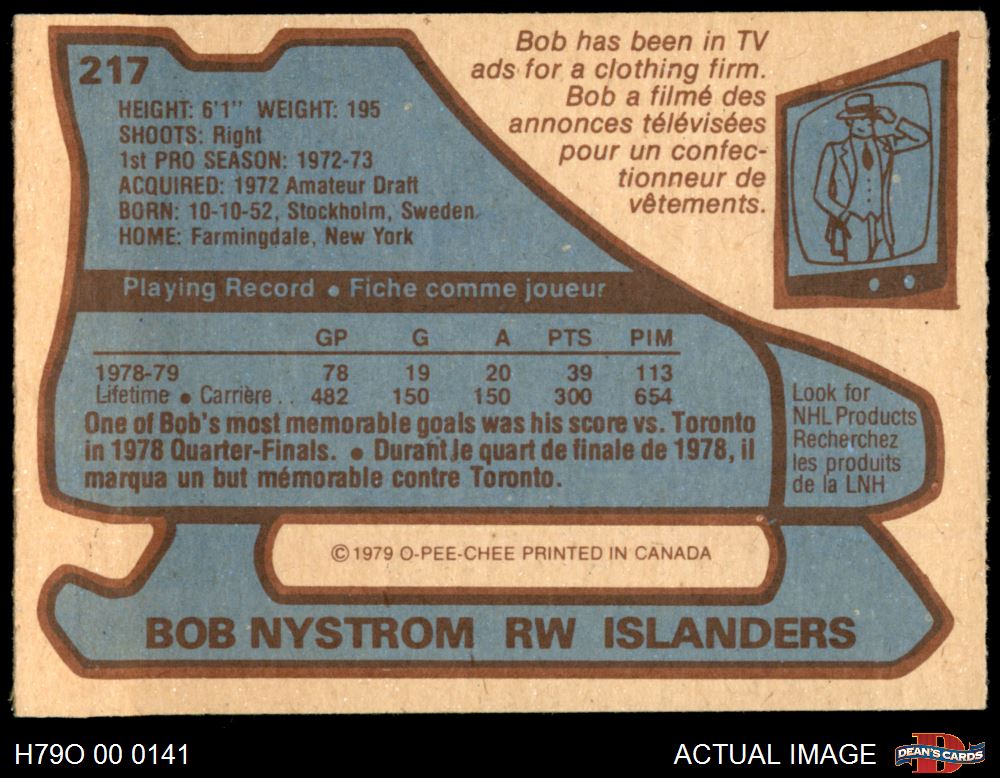 217
HEIGHT: 6'1" WEIGHT: 195
SHOOTS: Right
1st PRO SEASON: 1972-73
ACQUIRED: 1972 Amateur Draft
BORN: 10-10-52, Stockholm, Sweden
HOME: Farmingdale, New York
Bob has been in TV
ads for a clothing firm.
Bob a filmé des
annonces télévisées
pour un confec-
tionneur de
vêtements.
Playing Record • Fiche comme joueur
GP G A PTS PIM
1978-79 78 19 20 39 113
Lifetime • Carrière . . 482 150 150 300 654
One of Bob's most memorable goals was his score vs. Toronto
in 1978 Quarter-Finals. • Durant le quart de finale de 1978, il
marqua un but mémorable contre Toronto.
Look for
NHL Products
Recherchez
les produits
de la LNH
© 1979 O-PEE-CHEE PRINTED IN CANADA
BOB NYSTROM RW ISLANDERS
H79O 00 0141
ACTUAL IMAGE
D
DEAN'S CARDS